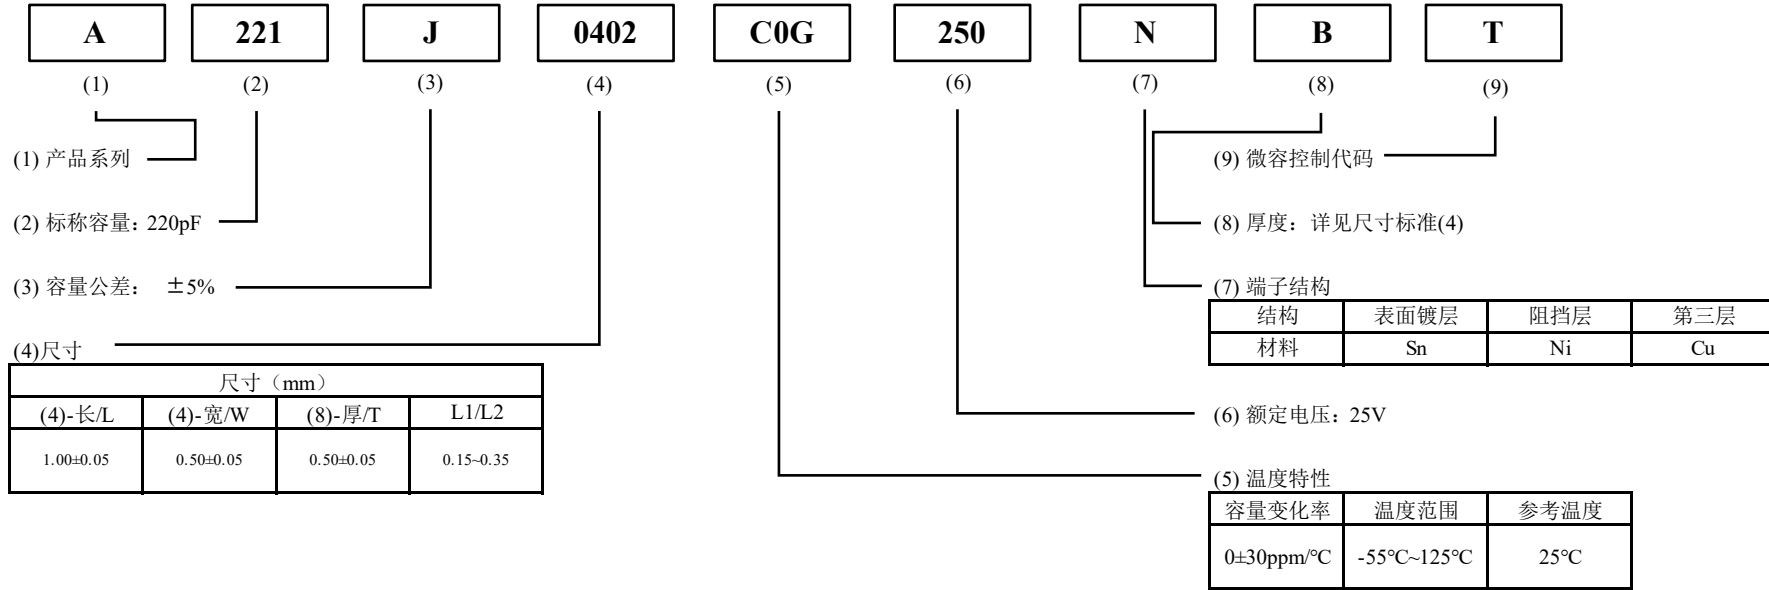 A 221 J 0402 C0G 250 N B T
(1) (2) (3) (4) (5) (6) (7) (8) (9)
(1) 产品系列
(9) 微容控制代码
(2) 标称容量：220pF
(8) 厚度：详见尺寸标准(4)
(3) 容量公差： ±5%
(7) 端子结构
结构 表面镀层 阻挡层 第三层
材料 Sn Ni Cu
(4)尺寸
尺寸（mm）
(4)-长/L (4)-宽/W (8)-厚/T L1/L2
1.00±0.05 0.50±0.05 0.50±0.05 0.15~0.35
(6) 额定电压：25V
(5) 温度特性
容量变化率 温度范围 参考温度
0±30ppm/℃ -55℃~125℃ 25℃